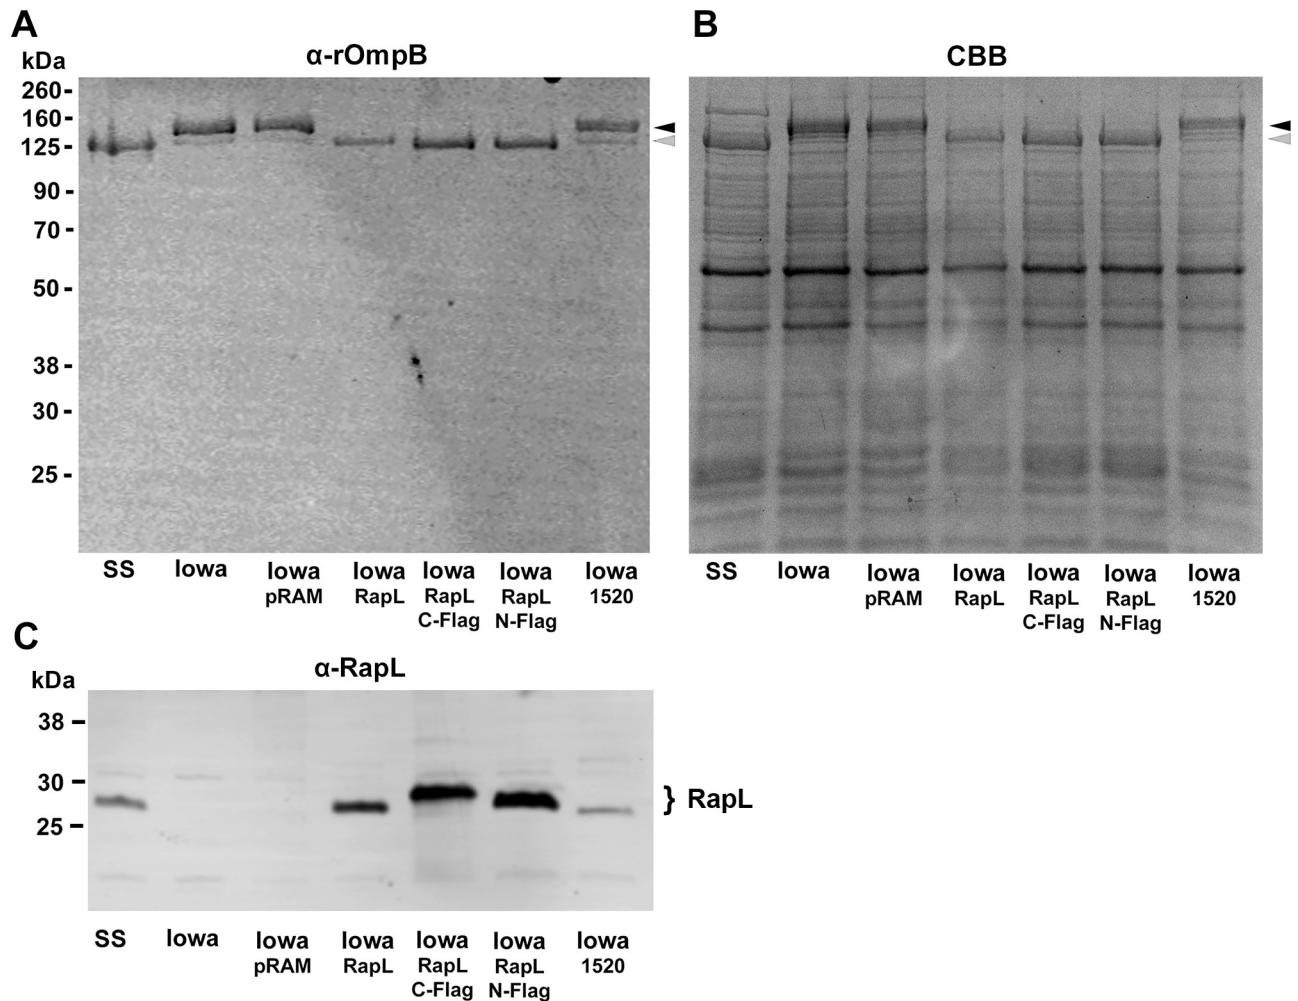 A
α-rOmpB
kDa
260-
160-
125-
90 -
70 -
50 -
38 -
30 -
25 -
SS
Iowa
Iowa
pRAM
Iowa
RapL
Iowa
RapL
C-Flag
Iowa
RapL
N-Flag
Iowa
1520
B
CBB
SS
Iowa
Iowa
pRAM
Iowa
RapL
Iowa
RapL
C-Flag
Iowa
RapL
N-Flag
Iowa
1520
C
α-RapL
kDa
38 –
30 –
25 –
} RapL
SS
Iowa
Iowa
pRAM
Iowa
RapL
Iowa
RapL
C-Flag
Iowa
RapL
N-Flag
Iowa
1520